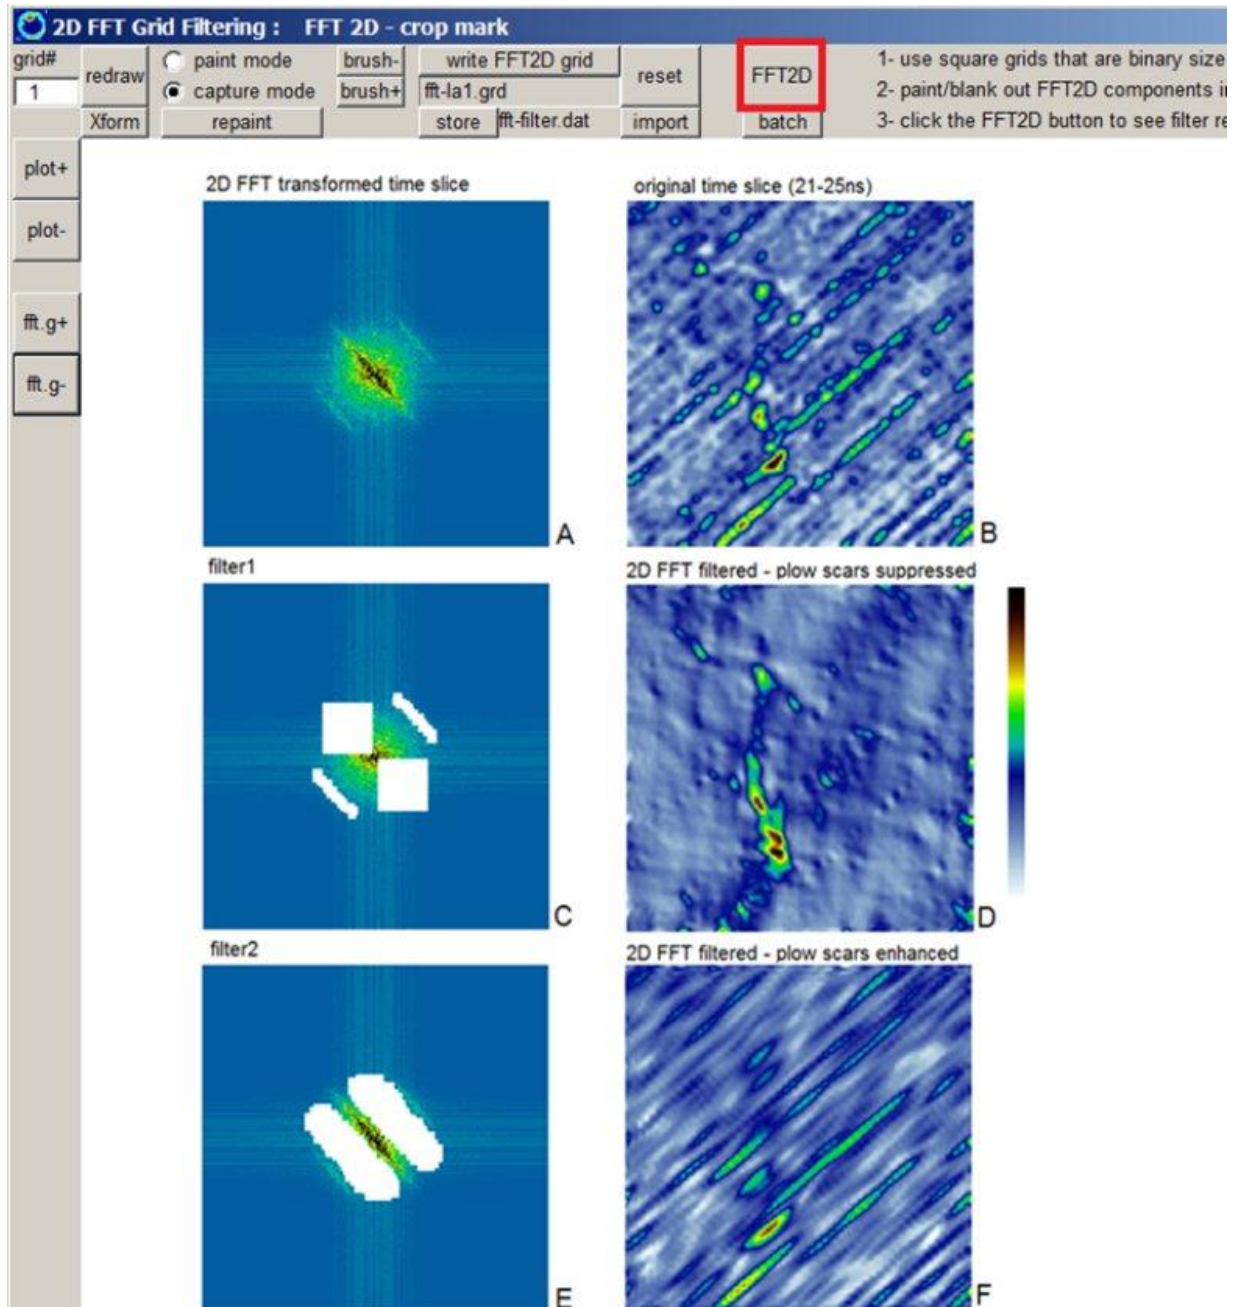 2D FFT Grid Filtering : FFT 2D - crop mark
grid#
1
redraw
Xform
paint mode
capture mode
repaint
brush-
brush+
write FFT2D grid
fft-la1.grd
store
fft-filter.dat
reset
import
FFT2D
batch
1- use square grids that are binary size
2- paint/blank out FFT2D components
3- click the FFT2D button to see filter
plot+
plot-
fft.g+
fft.g-
2D FFT transformed time slice
A
original time slice (21-25ns)
B
filter1
C
2D FFT filtered - plow scars suppressed
D
filter2
E
2D FFT filtered - plow scars enhanced
F